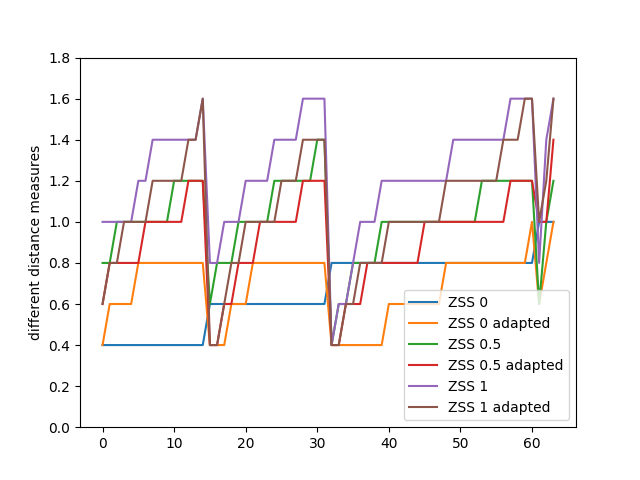 different distance measures
1.8
1.6
1.4
1.2
1.0
0.8
0.6
0.4
0.2
0.0
0 10 20 30 40 50 60
ZSS 0
ZSS 0 adapted
ZSS 0.5
ZSS 0.5 adapted
ZSS 1
ZSS 1 adapted